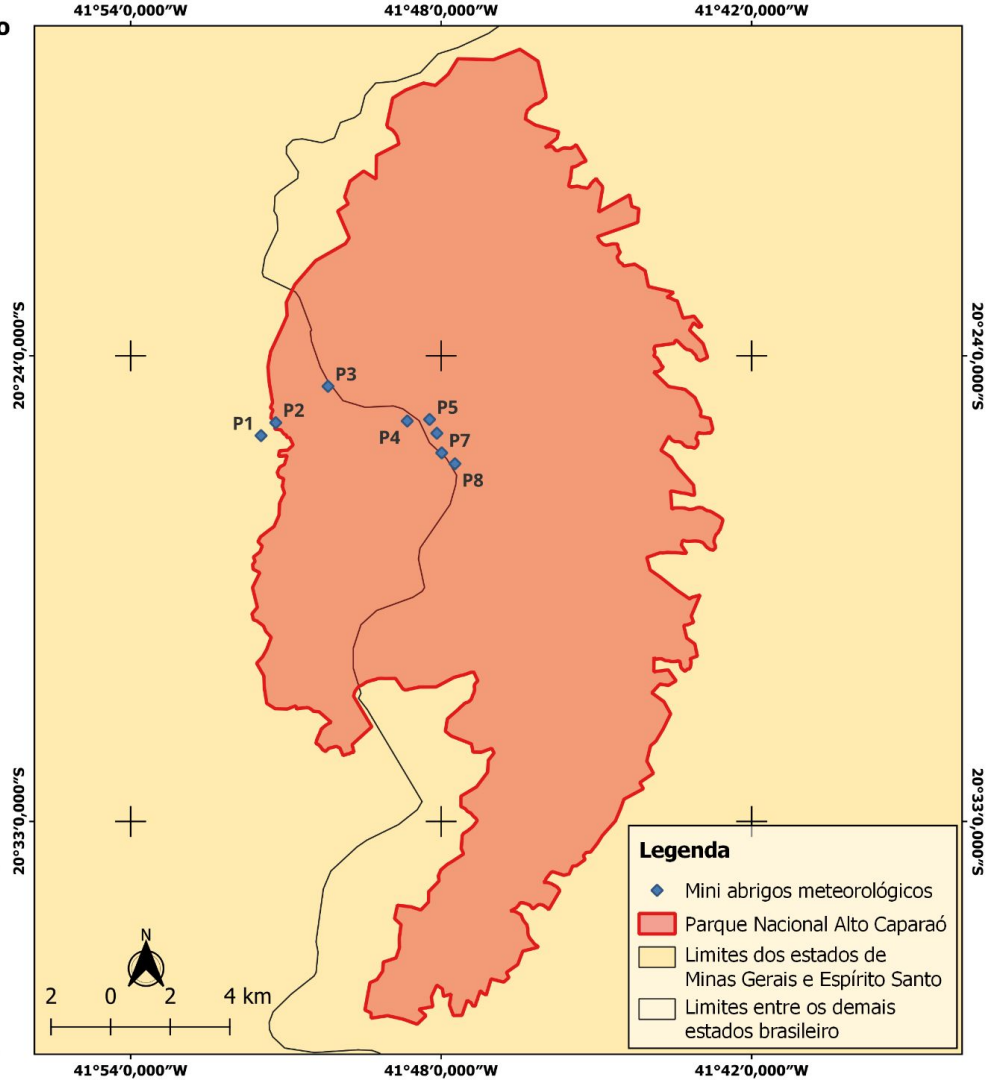 o
41°54'0,000"W 41°48'0,000"W 41°42'0,000"W
20°24'0,000"S
20°24'0,000"S
P3
P2
P5
P1
P4
P7
P8
20°33'0,000"S
20°33'0,000"S
Legenda
Mini abrigos meteorológicos
Parque Nacional Alto Caparaó
Limites dos estados de
Minas Gerais e Espírito Santo
Limites entre os demais
estados brasileiro
N
2 0 2 4 km
41°54'0,000"W 41°48'0,000"W 41°42'0,000"W